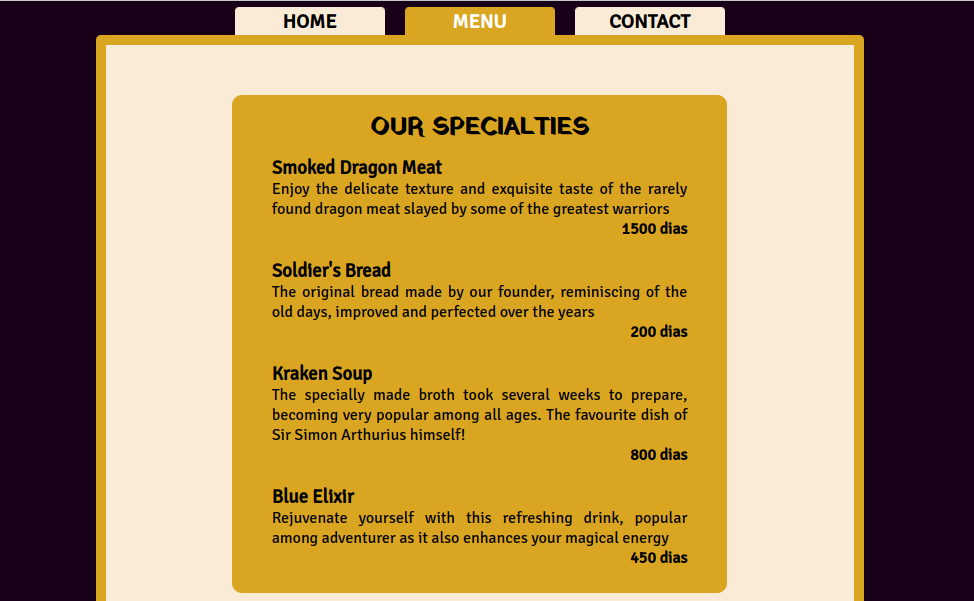 HOME MENU CONTACT
OUR SPECIALTIES
Smoked Dragon Meat
Enjoy the delicate texture and exquisite taste of the rarely
found dragon meat slayed by some of the greatest warriors
1500 dias
Soldier's Bread
The original bread made by our founder, reminiscing of the
old days, improved and perfected over the years
200 dias
Kraken Soup
The specially made broth took several weeks to prepare,
becoming very popular among all ages. The favourite dish of
Sir Simon Arthurius himself!
800 dias
Blue Elixir
Rejuvenate yourself with this refreshing drink, popular
among adventurer as it also enhances your magical energy
450 dias